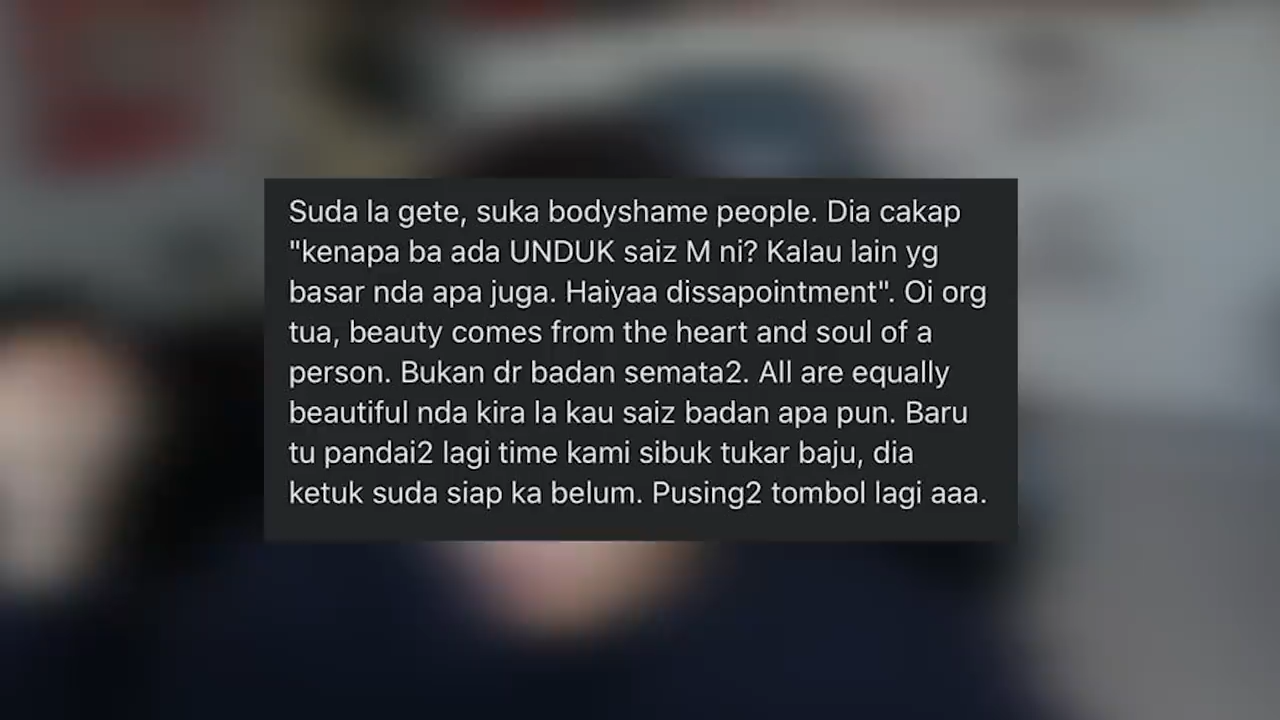 Suda la gete, suka bodyshame people. Dia cakap
"kenapa ba ada UNDUK saiz M ni? Kalau lain yg
basar nda apa juga. Haiyaa dissapointment". Oi org
tua, beauty comes from the heart and soul of a
person. Bukan dr badan semata2. All are equally
beautiful nda kira la kau saiz badan apa pun. Baru
tu pandai2 lagi time kami sibuk tukar baju, dia
ketuk suda siap ka belum. Pusing2 tombol lagi aaa.